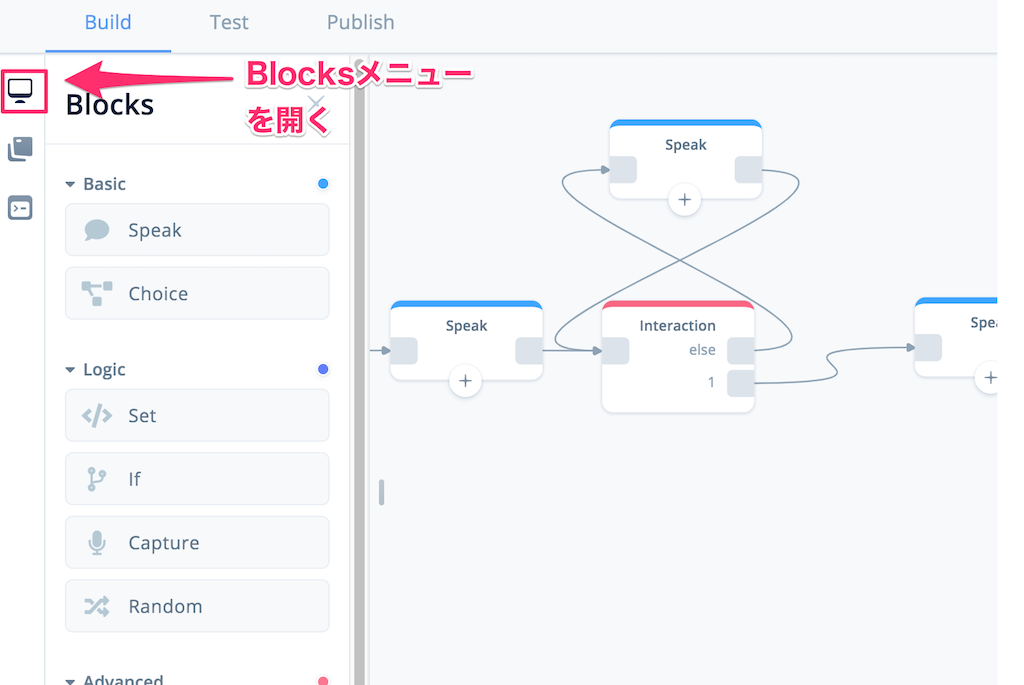 Build Test Publish
Blocksメニュー
を開く
Blocks
Basic
Speak
Choice
Logic
Set
If
Capture
Random
Advanced
Speak
Speak
Interaction
else
1
Spea